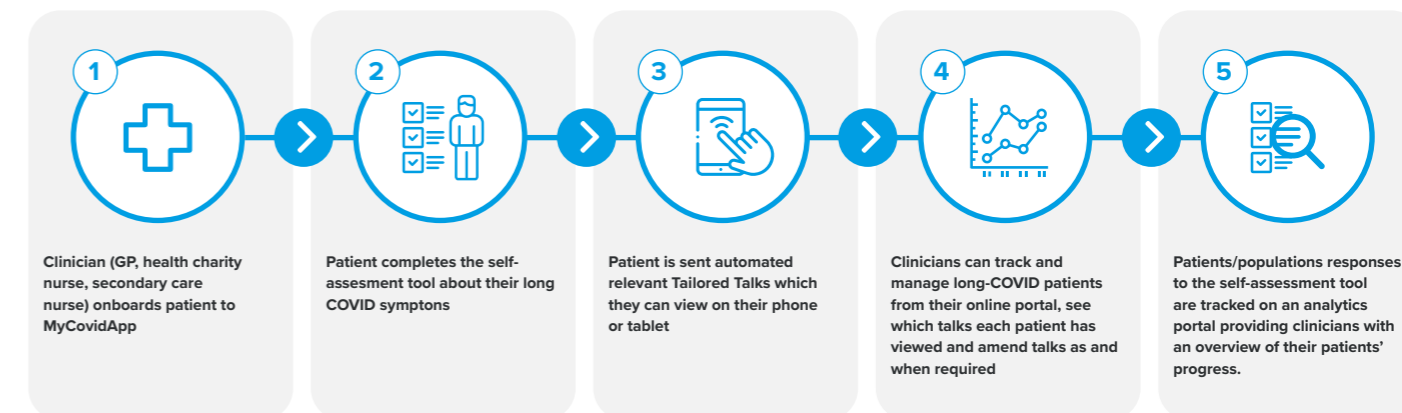 1
Clinician (GP, health charity
nurse, secondary care
nurse) onboards patient to
MyCovidApp
2
Patient completes the self-
assesment tool about their long
COVID symptons
3
Patient is sent automated
relevant Tailored Talks which
they can view on their phone
or tablet
4
Clinicians can track and
manage long-COVID patients
from their online portal, see
which talks each patient has
viewed and amend talks as and
when required
5
Patients/populations responses
to the self-assessment tool
are tracked on an analytics
portal providing clinicians with
an overview of their patients’
progress.